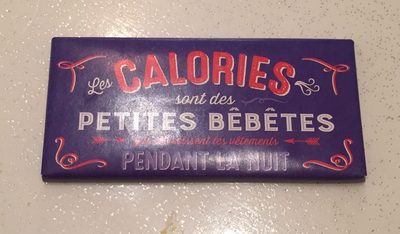 Les CALORIES
sont des
PETITES BÊBÊTES
les vêtements
PENDANT LA NUIT